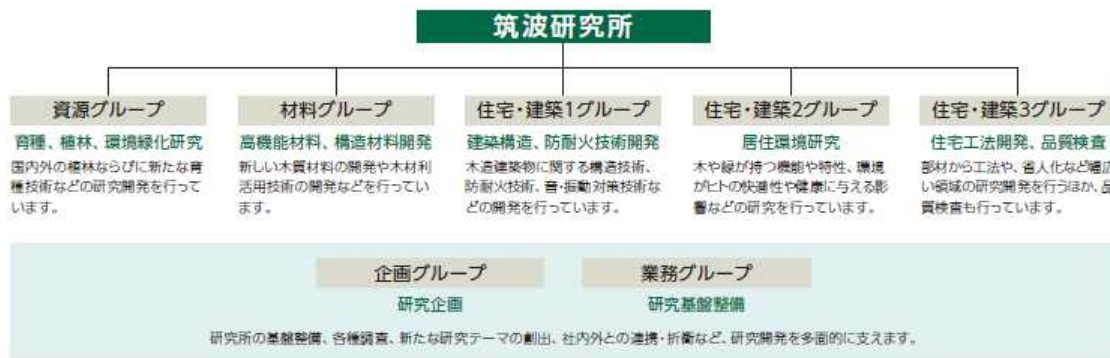 筑波研究所
資源グループ
育種、植林、環境緑化研究
国内外の植林ならびに新たな育
種技術などの研究開発を行って
います。
材料グループ
高機能材料、構造材料開発
新しい木質材料の開発や木材利
活用技術の開発などを行ってい
ます。
住宅・建築1グループ
建築構造、防耐火技術開発
木造建築物に関する構造技術、
防耐火技術、音・振動対策技術な
どの開発を行っています。
住宅・建築2グループ
居住環境研究
木や緑が持つ機能や特性、環境
がヒトの快適性や健康に与える影
響などの研究を行っています。
住宅・建築3グループ
住宅工法開発、品質検査
部材から工法や、省人化など幅広
い領域の研究開発を行うほか、品
質検査も行っています。
企画グループ
研究企画
業務グループ
研究基盤整備
研究所の基盤整備、各種調査、新たな研究テーマの創出、社内外との連携・折衝など、研究開発を多面的に支えます。